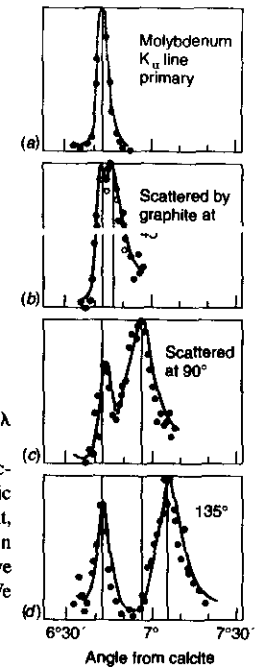 Molybdenum
Kα line
primary
(a)
Scattered by
graphite at
(b)
Scattered
at 90°
λ
(c)
135°
(d)
6°30´ 7° 7°30´
Angle from calcite